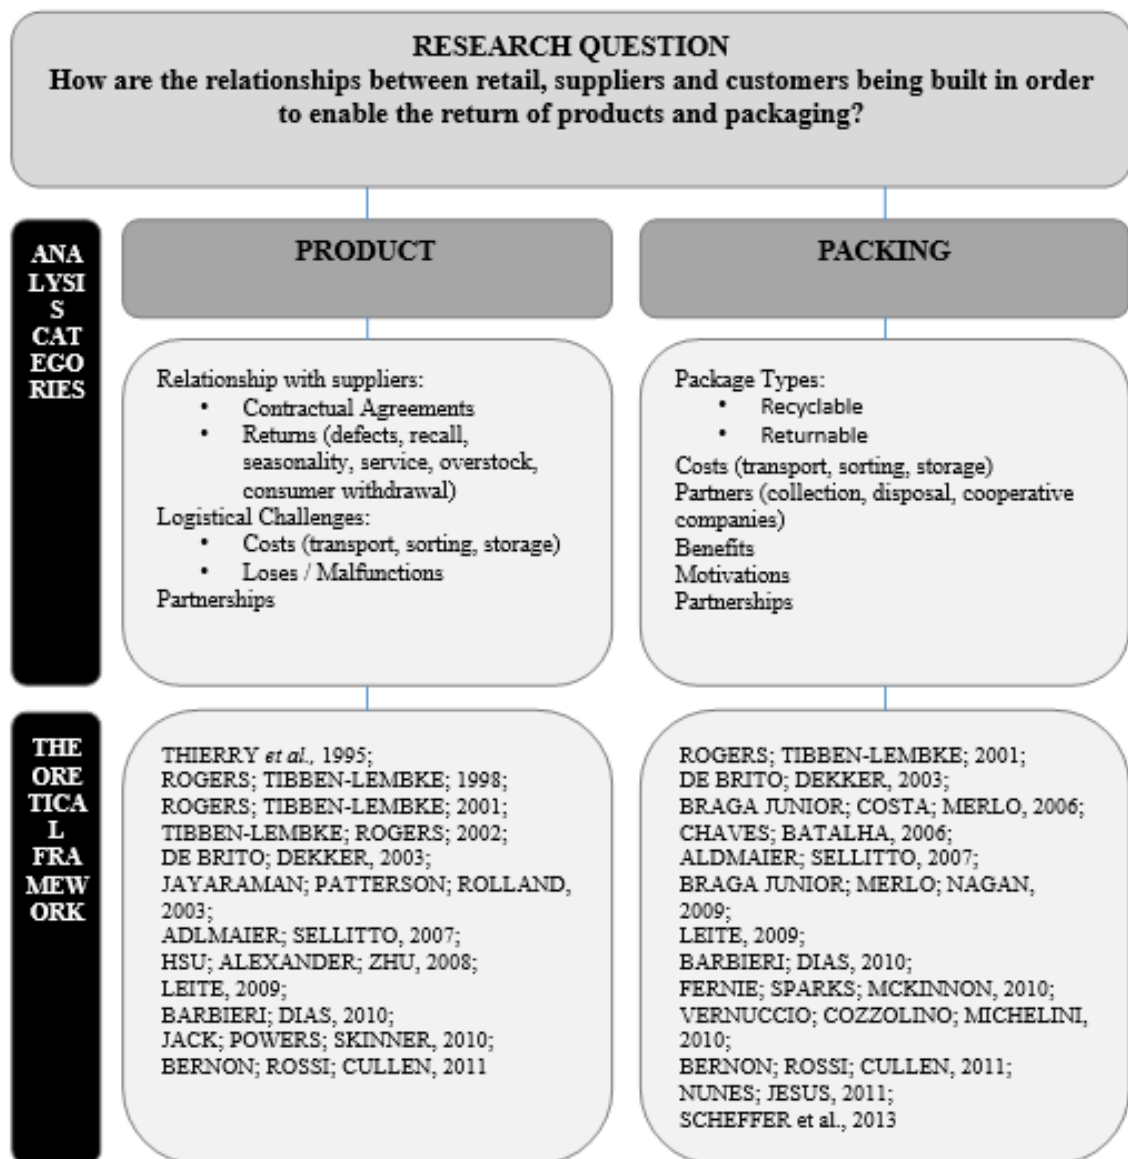 RESEARCH QUESTION
How are the relationships between retail, suppliers and customers being built in order
to enable the return of products and packaging?
ANA
LYSI
S
CAT
EGO
RIES
PRODUCT
Relationship with suppliers:
• Contractual Agreements
• Returns (defects, recall,
seasonality, service, overstock,
consumer withdrawal)
Logistical Challenges:
• Costs (transport, sorting, storage)
• Loses / Malfunctions
Partnerships
PACKING
Package Types:
• Recyclable
• Returnable
Costs (transport, sorting, storage)
Partners (collection, disposal, cooperative
companies)
Benefits
Motivations
Partnerships
THE
ORE
TICA
L
FRA
MEW
ORK
THIERRY et al., 1995;
ROGERS; TIBBEN-LEMBKE; 1998;
ROGERS; TIBBEN-LEMBKE; 2001;
TIBBEN-LEMBKE; ROGERS; 2002;
DE BRITO; DEKKER, 2003;
JAYARAMAN; PATTERSON; ROLLAND,
2003;
ADLMAIER; SELLITTO, 2007;
HSU; ALEXANDER; ZHU, 2008;
LEITE, 2009;
BARBIERI; DIAS, 2010;
JACK; POWERS; SKINNER, 2010;
BERNON; ROSSI; CULLEN, 2011
ROGERS; TIBBEN-LEMBKE; 2001;
DE BRITO; DEKKER, 2003;
BRAGA JUNIOR; COSTA; MERLO, 2006;
CHAVES; BATALHA, 2006;
ALDMAIER; SELLITTO, 2007;
BRAGA JUNIOR; MERLO; NAGAN,
2009;
LEITE, 2009;
BARBIERI; DIAS, 2010;
FERNIE; SPARKS; MCKINNON, 2010;
VERNUCCIO; COZZOLINO; MICHELINI,
2010;
BERNON; ROSSI; CULLEN, 2011;
NUNES; JESUS, 2011;
SCHEFFER et al., 2013